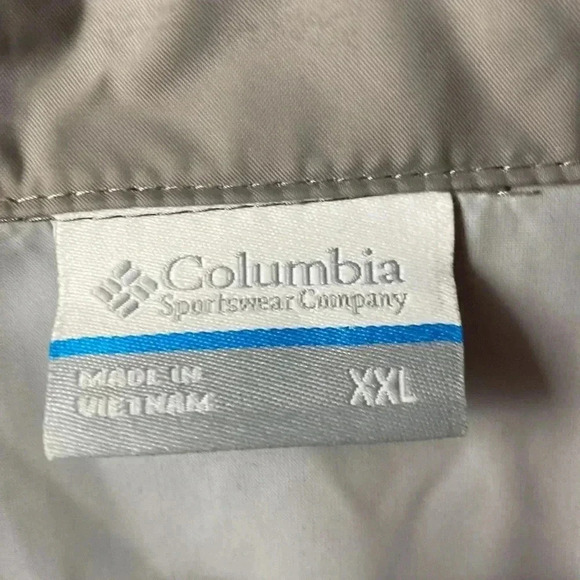 Columbia
Sportswear Company
MADE IN
VIETNAM
XXL